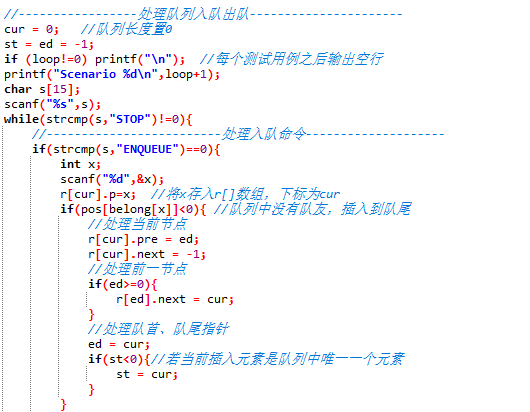 //-----------------处理队列入队出队----------------------
cur = 0;   //队列长度置0
st = ed = -1;
if (loop!=0) printf("\n");  //每个测试用例之后输出空行
printf("Scenario %d\n",loop+1);
char s[15];
scanf("%s",s);
while(strcmp(s,"STOP")!=0){
    //-------------------------处理入队命令--------------------
    if(strcmp(s,"ENQUEUE")==0){
        int x;
        scanf("%d",&x);
        r[cur].p=x;  //将x存入r[]数组，下标为cur
        if(pos[belong[x]]<0){ //队列中没有队友，插入到队尾
            //处理当前节点
            r[cur].pre = ed;
            r[cur].next = -1;
            //处理前一节点
            if(ed>=0){
                r[ed].next = cur;
            }
            //处理队首、队尾指针
            ed = cur;
            if(st<0){//若当前插入元素是队列中唯一一个元素
                st = cur;
            }
        }